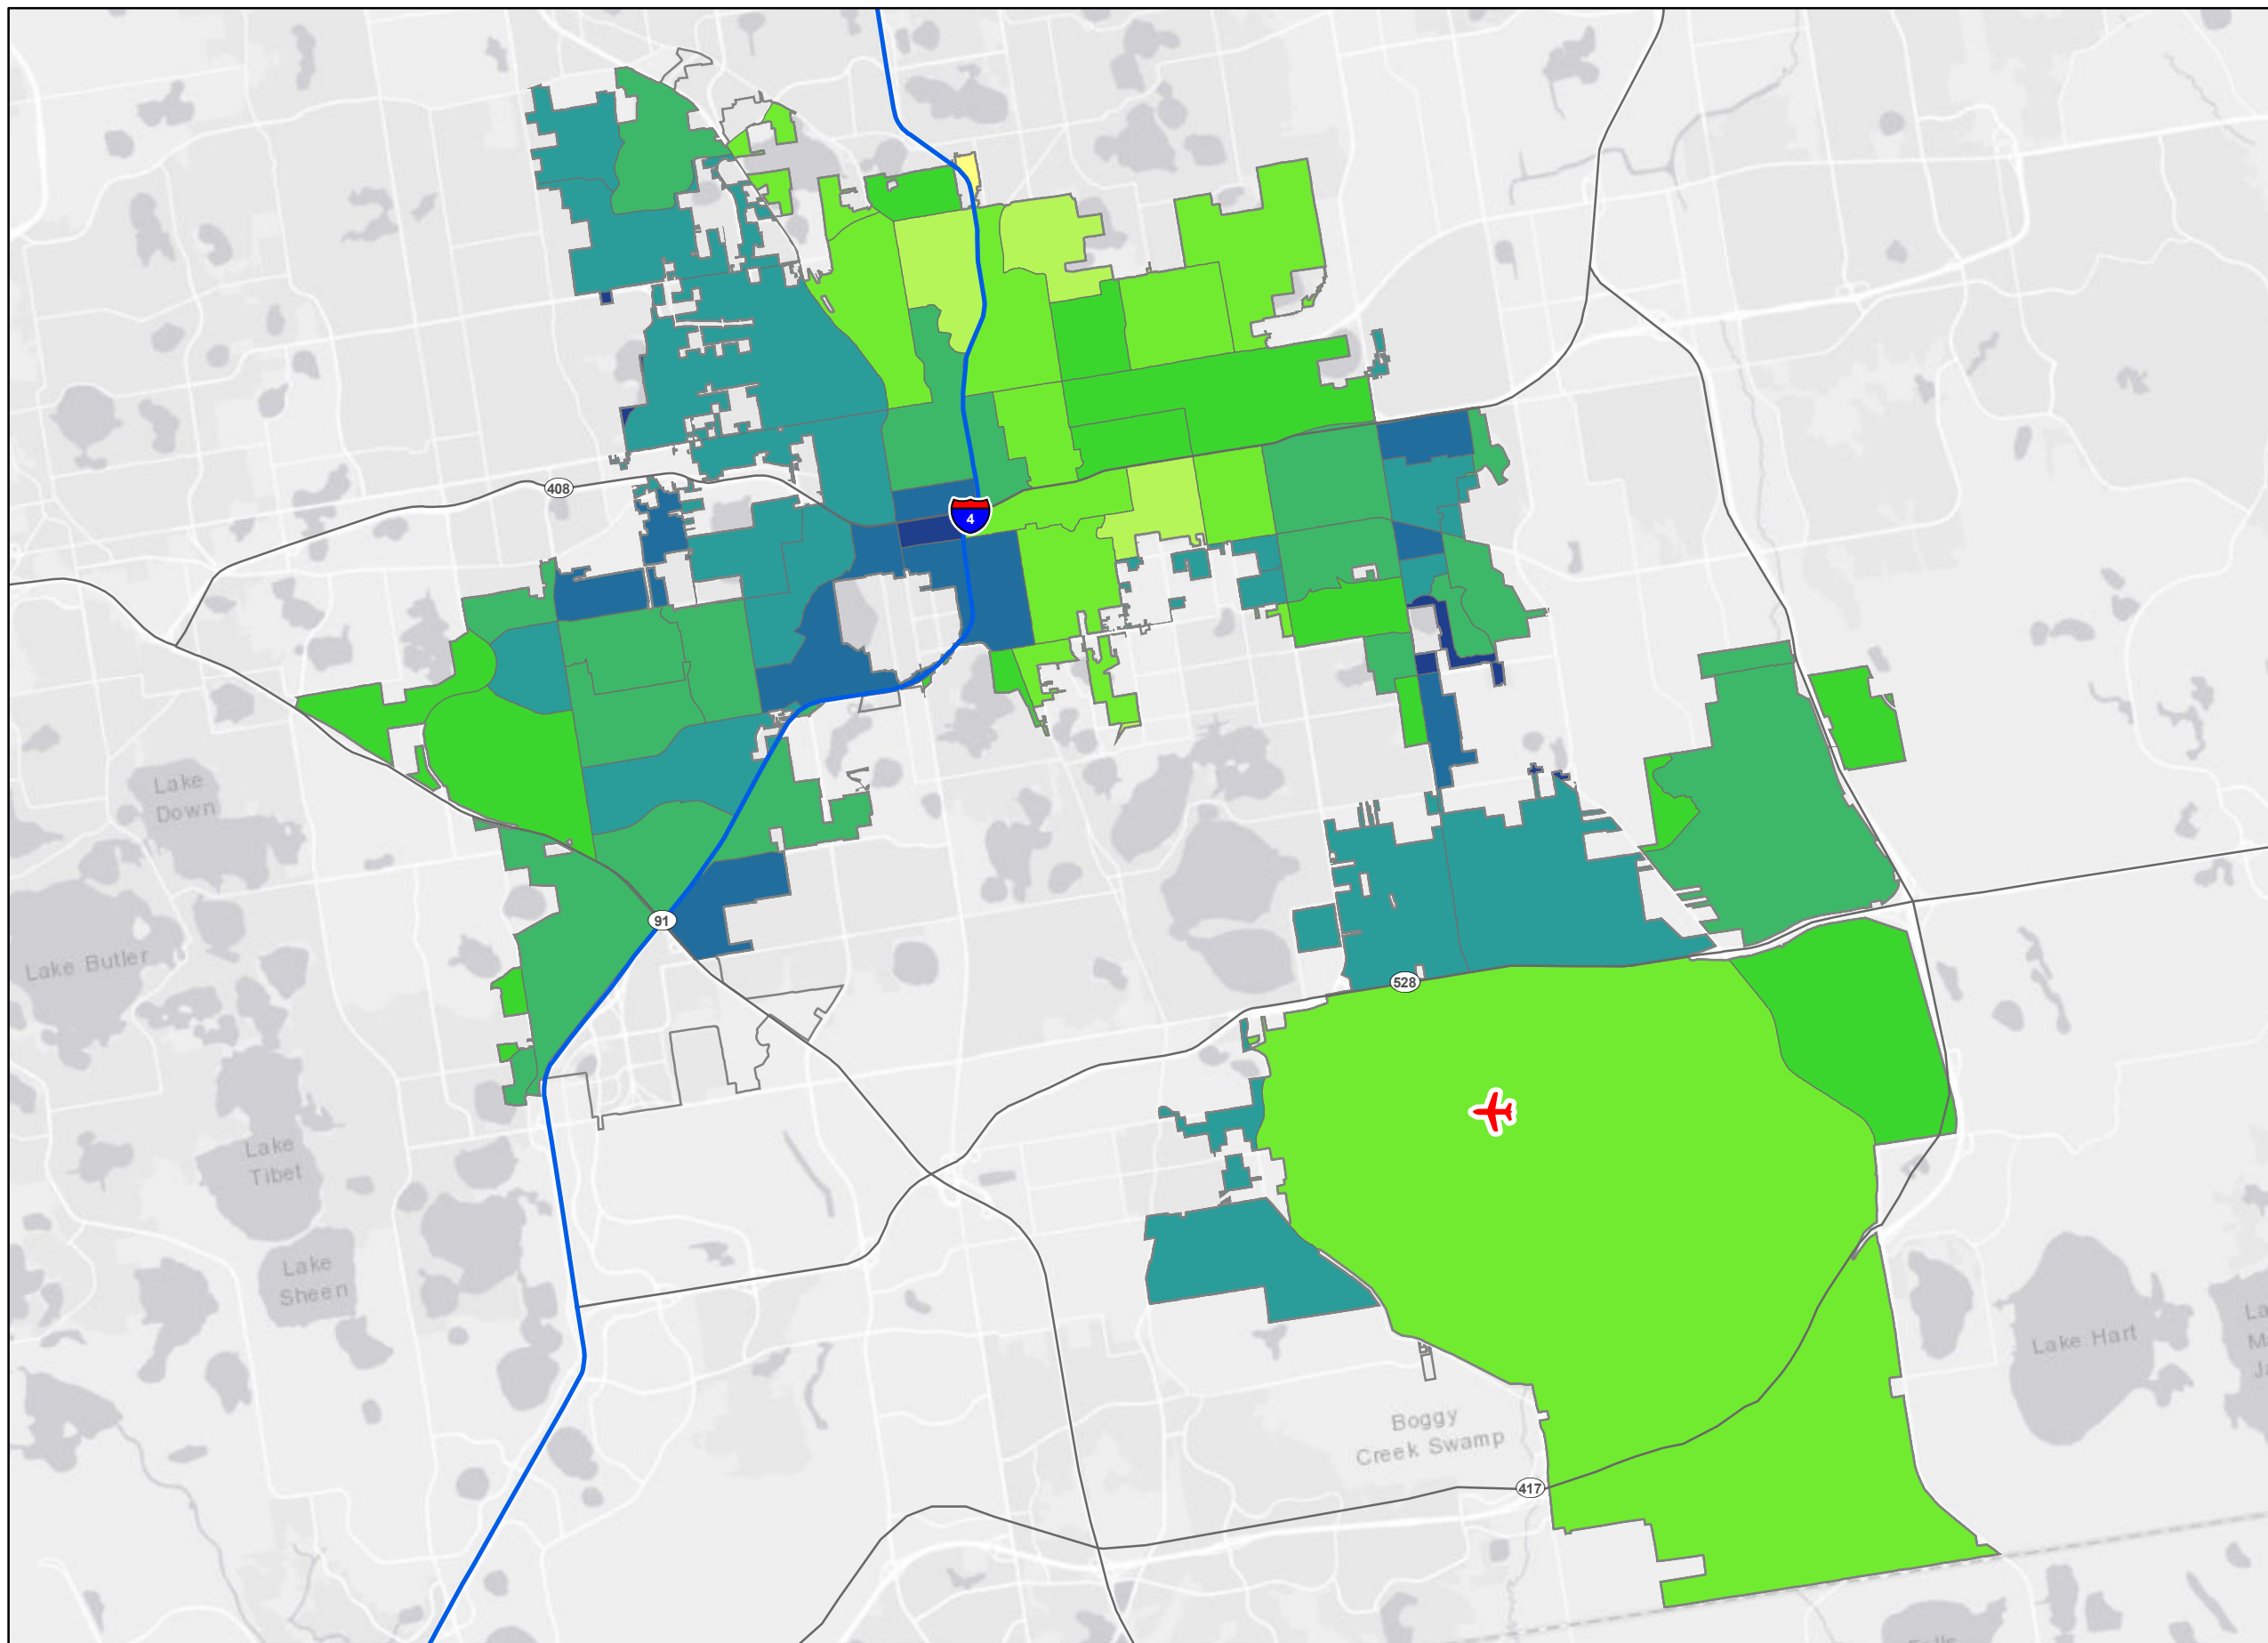 408
4
Lake
Down
91
Lake Butler
528
Lake
Tibet
Lake
Sheen
Lake Hart
Boggy
Creek Swamp
417